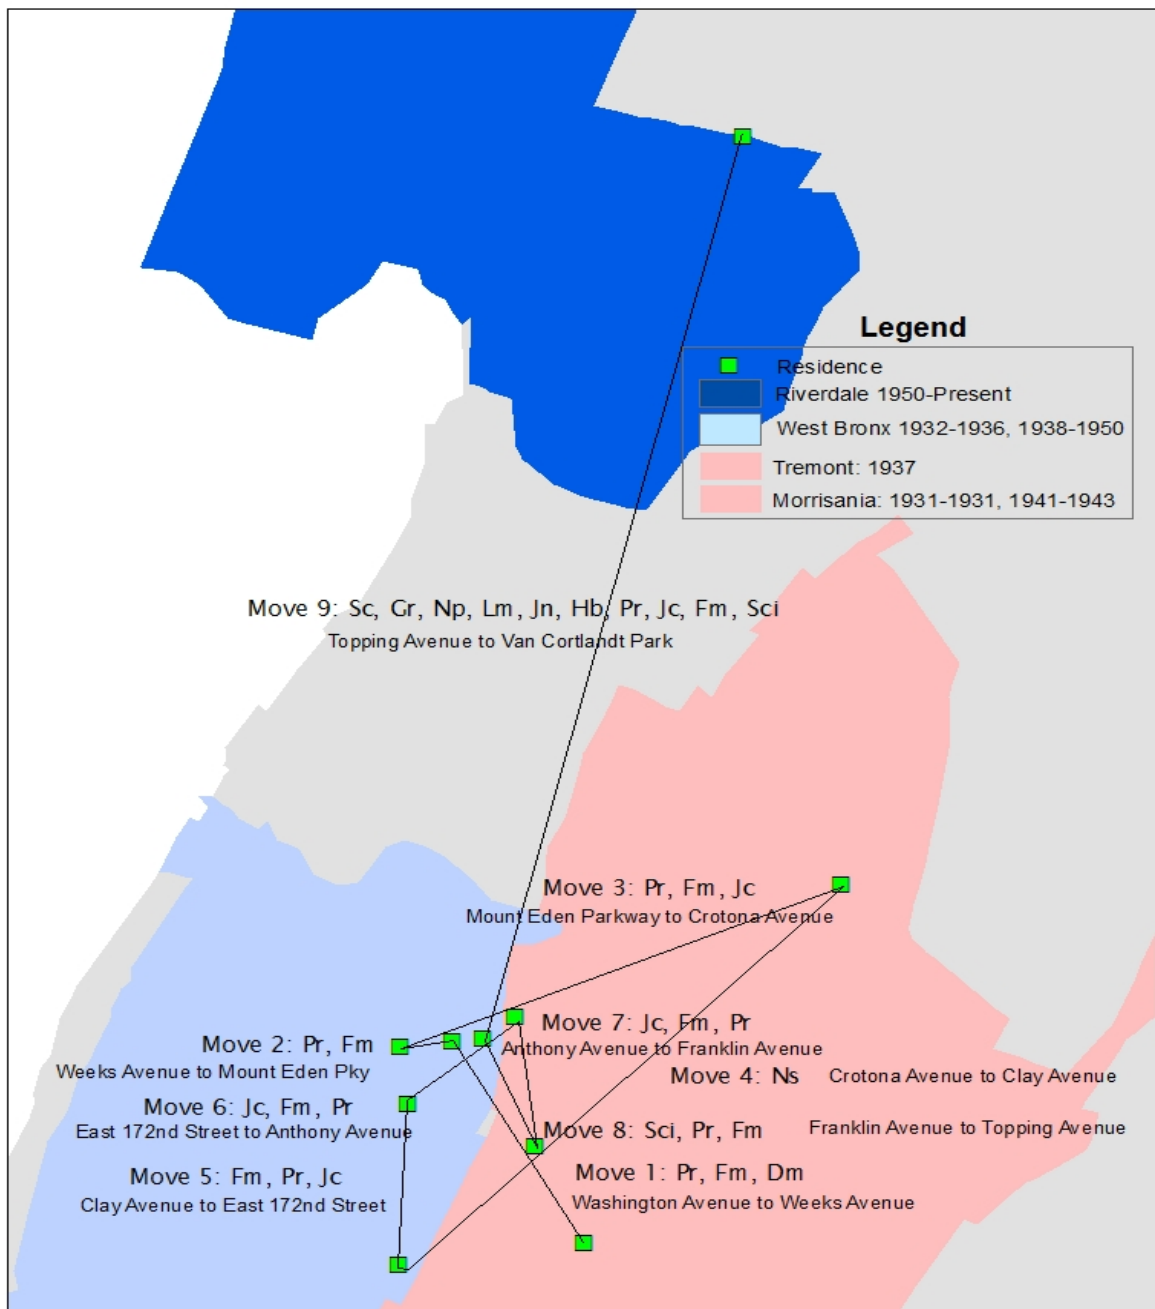 Legend
Residence
Riverdale 1950-Present
West Bronx 1932-1936, 1938-1950
Tremont: 1937
Morrisania: 1931-1931, 1941-1943
Move 9: Sc, Gr, Np, Lm, Jn, Hb, Pr, Jc, Fm, Sci
Topping Avenue to Van Cortlandt Park
Move 3: Pr, Fm, Jc
Mount Eden Parkway to Crotona Avenue
Move 7: Jc, Fm, Pr
Anthony Avenue to Franklin Avenue
Move 2: Pr, Fm
Weeks Avenue to Mount Eden Pky
Move 4: Ns Crotona Avenue to Clay Avenue
Move 6: Jc, Fm, Pr
East 172nd Street to Anthony Avenue
Move 8: Sci, Pr, Fm Franklin Avenue to Topping Avenue
Move 5: Fm, Pr, Jc
Clay Avenue to East 172nd Street
Move 1: Pr, Fm, Dm
Washington Avenue to Weeks Avenue